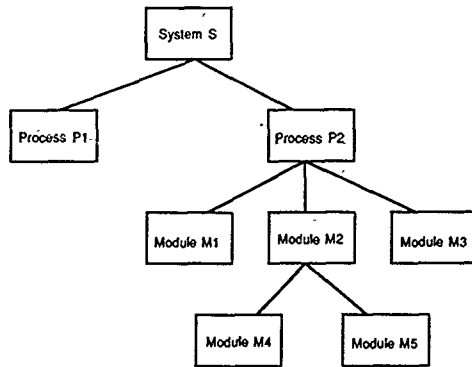 System S
Process P1
Process P2
Module M1
Module M2
Module M3
Module M4
Module M5